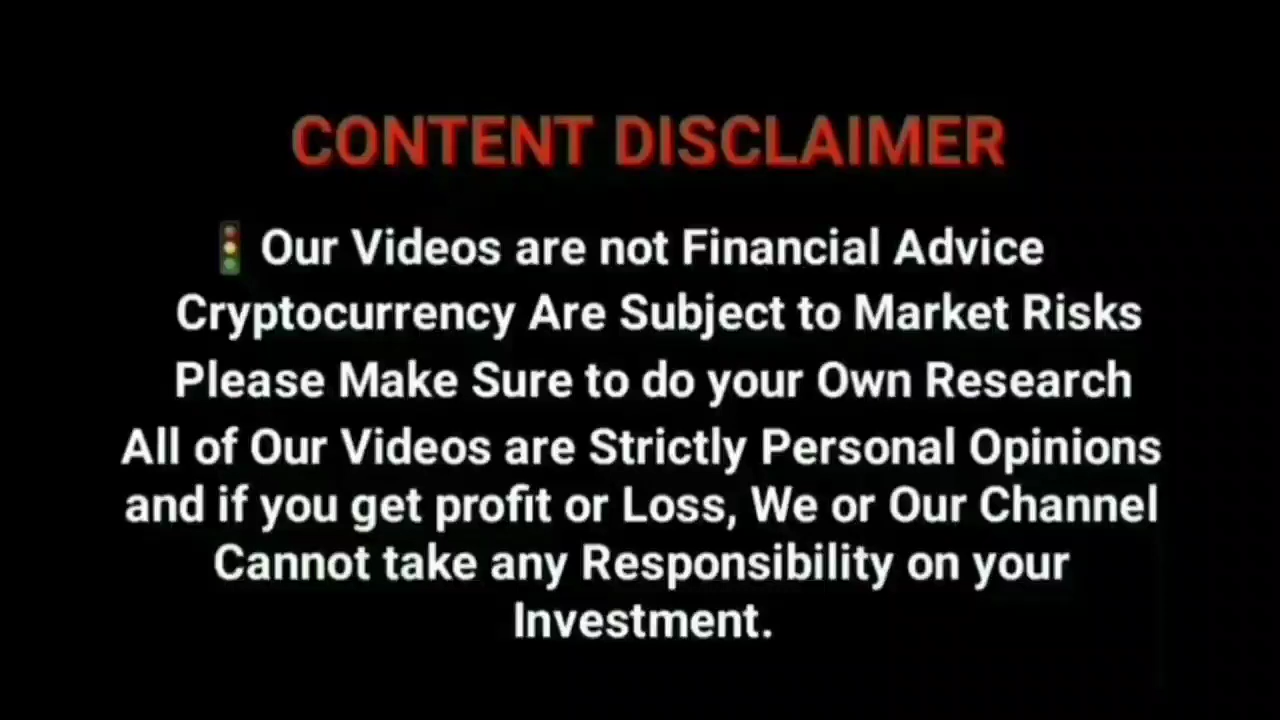 CONTENT DISCLAIMER
🚦Our Videos are not Financial Advice
Cryptocurrency Are Subject to Market Risks
Please Make Sure to do your Own Research
All of Our Videos are Strictly Personal Opinions
and if you get profit or Loss, We or Our Channel
Cannot take any Responsibility on your
Investment.